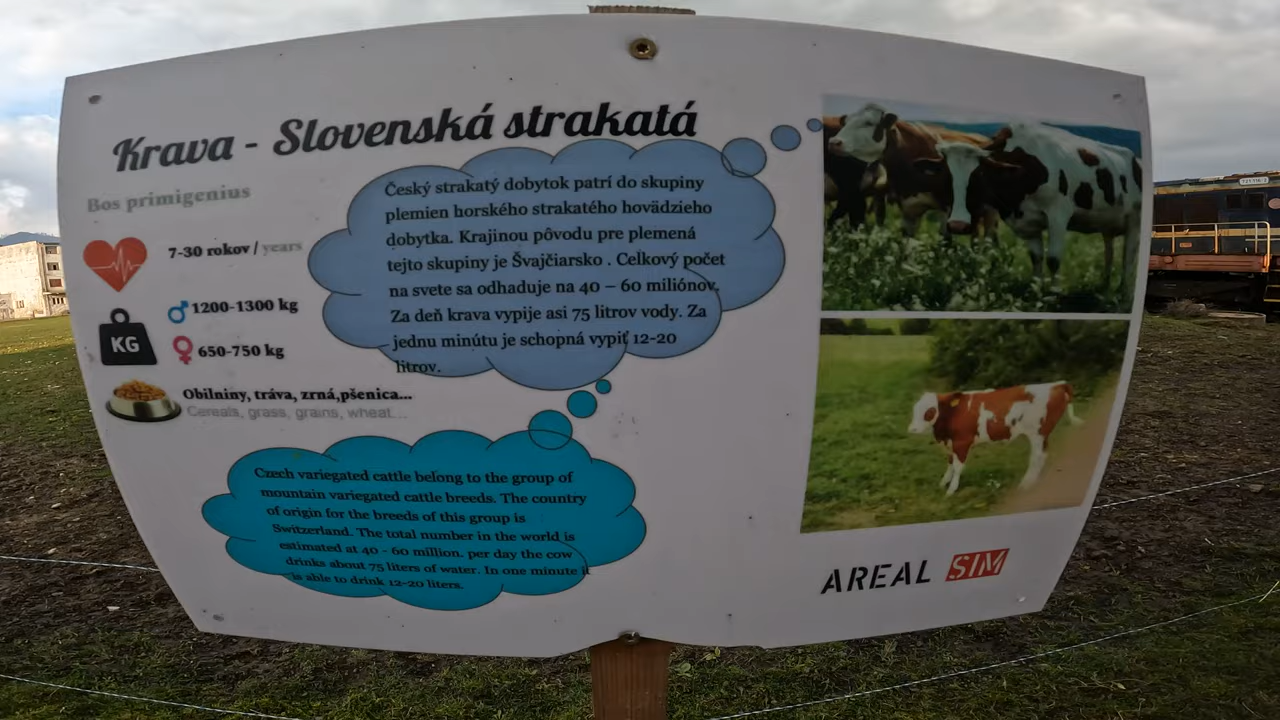 Krava - Slovenská strakatá
Bos primigenius
7-30 rokov / years
1200-1300 kg
KG
650-750 kg
Obilniny, tráva, zrná,pšenica...
Cereals, grass, grains, wheat...
Český strakatý dobytok patrí do skupiny
plemien horského strakatého hovädzieho
dobytka. Krajinou pôvodu pre plemená
tejto skupiny je Švajčiarsko . Celkový počet
na svete sa odhaduje na 40 – 60 miliónov.
Za deň krava vypije asi 75 litrov vody. Za
jednu minútu je schopná vypiť 12-20
litrov.
Czech variegated cattle belong to the group of
mountain variegated cattle breeds. The country
of origin for the breeds of this group is
Switzerland. The total number in the world is
estimated at 40 - 60 million. per day the cow
drinks about 75 liters of water. In one minute it
is able to drink 12-20 liters.
AREAL SIM